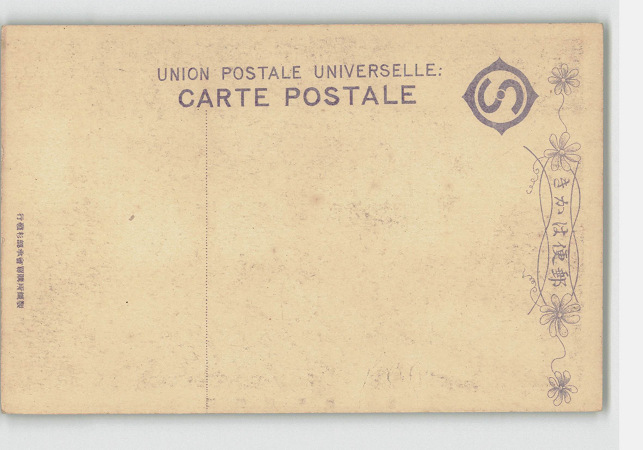 UNION POSTALE UNIVERSELLE:
CARTE POSTALE
きかは便郵